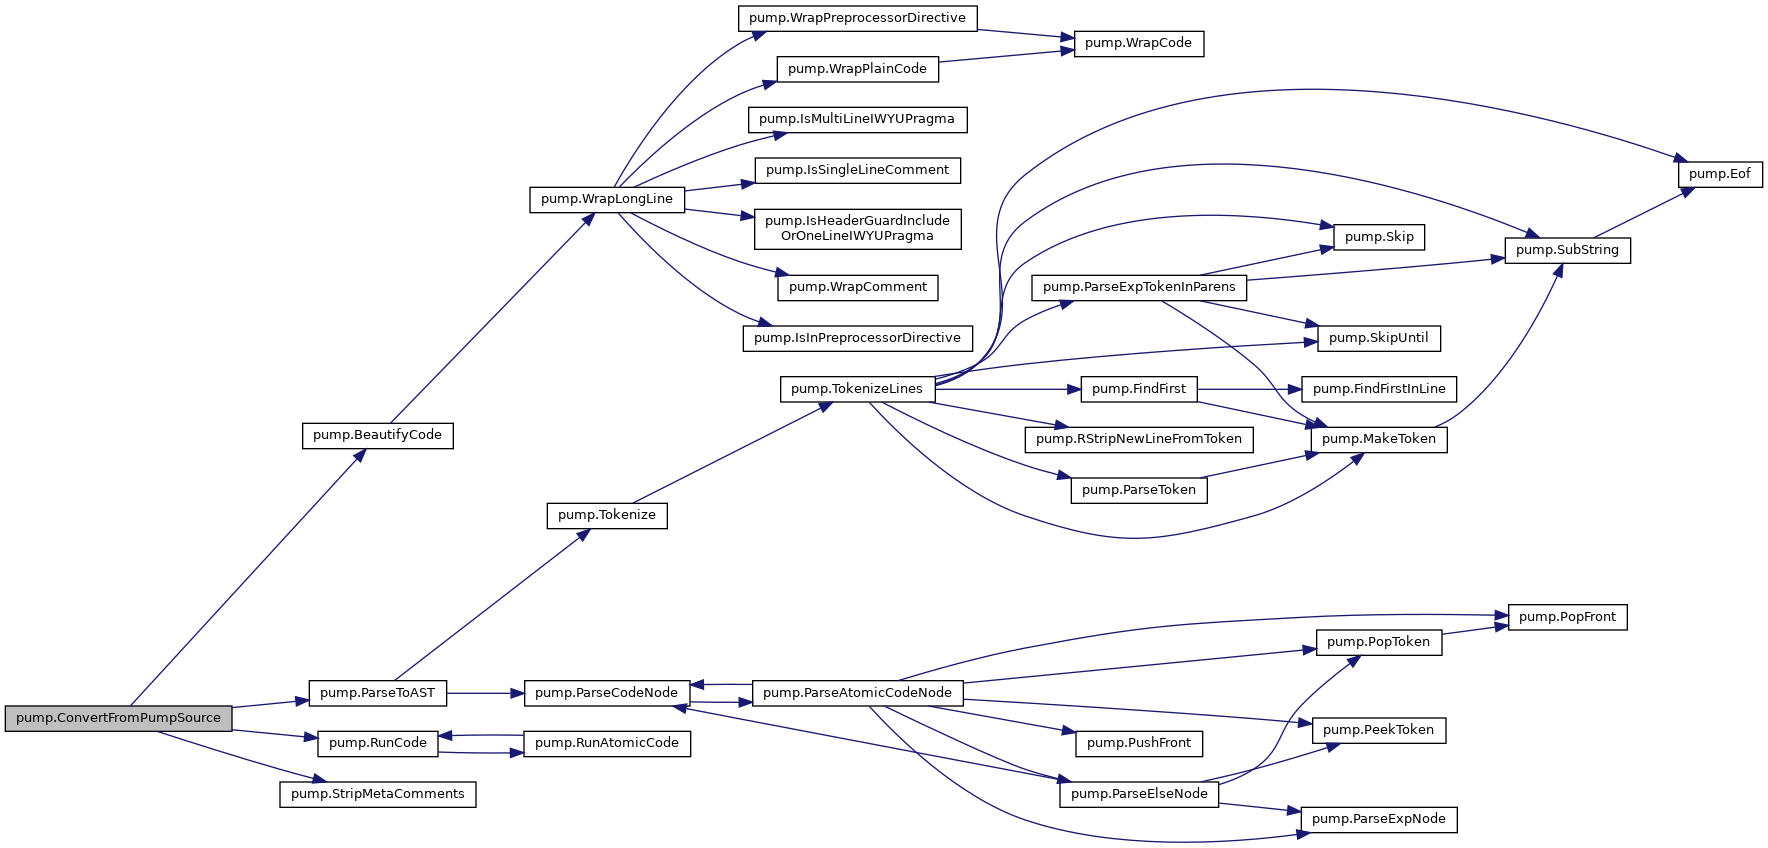 pump.WrapPreprocessorDirective
pump.WrapCode
pump.WrapPlainCode
pump.IsMultiLineIWYUPragma
pump.IsSingleLineComment
pump.Eof
pump.WrapLongLine
pump.IsHeaderGuardInclude
OrOneLineIWYUPragma
pump.Skip
pump.SubString
pump.WrapComment
pump.ParseExpTokenInParens
pump.IsInPreprocessorDirective
pump.SkipUntil
pump.TokenizeLines
pump.FindFirst
pump.FindFirstInLine
pump.BeautifyCode
pump.RStripNewLineFromToken
pump.MakeToken
pump.ParseToken
pump.Tokenize
pump.PopFront
pump.PopToken
pump.ParseToAST
pump.ParseCodeNode
pump.ParseAtomicCodeNode
pump.ConvertFromPumpSource
pump.PeekToken
pump.RunCode
pump.RunAtomicCode
pump.PushFront
pump.StripMetaComments
pump.ParseElseNode
pump.ParseExpNode